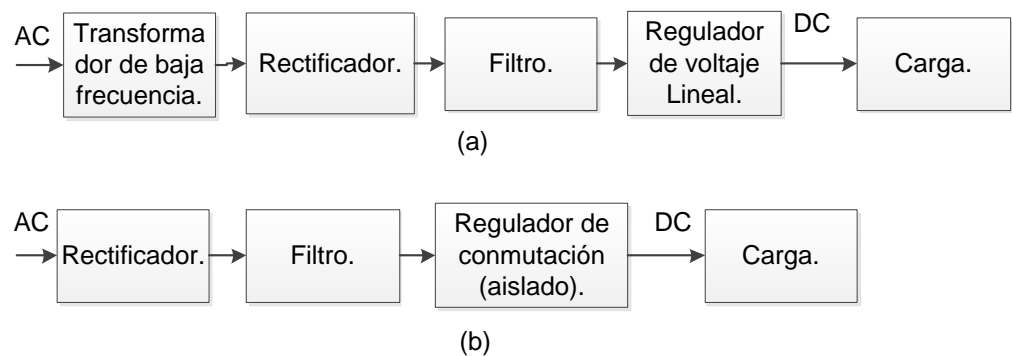 AC
Transforma
dor de baja
frecuencia.
Rectificador.
Filtro.
Regulador
de voltaje
Lineal.
DC
Carga.
(a)
AC
Rectificador.
Filtro.
Regulador de
conmutación
(aislado).
DC
Carga.
(b)